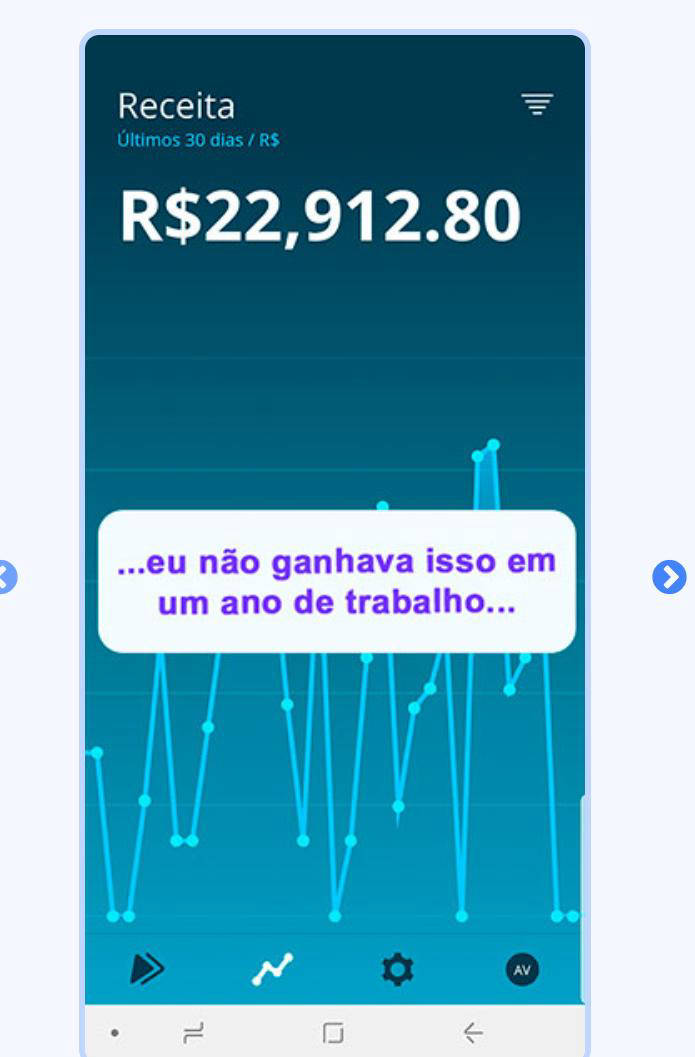 Receita
Últimos 30 dias / R$
R$22,912.80
...eu não ganhava isso em
um ano de trabalho...
AV